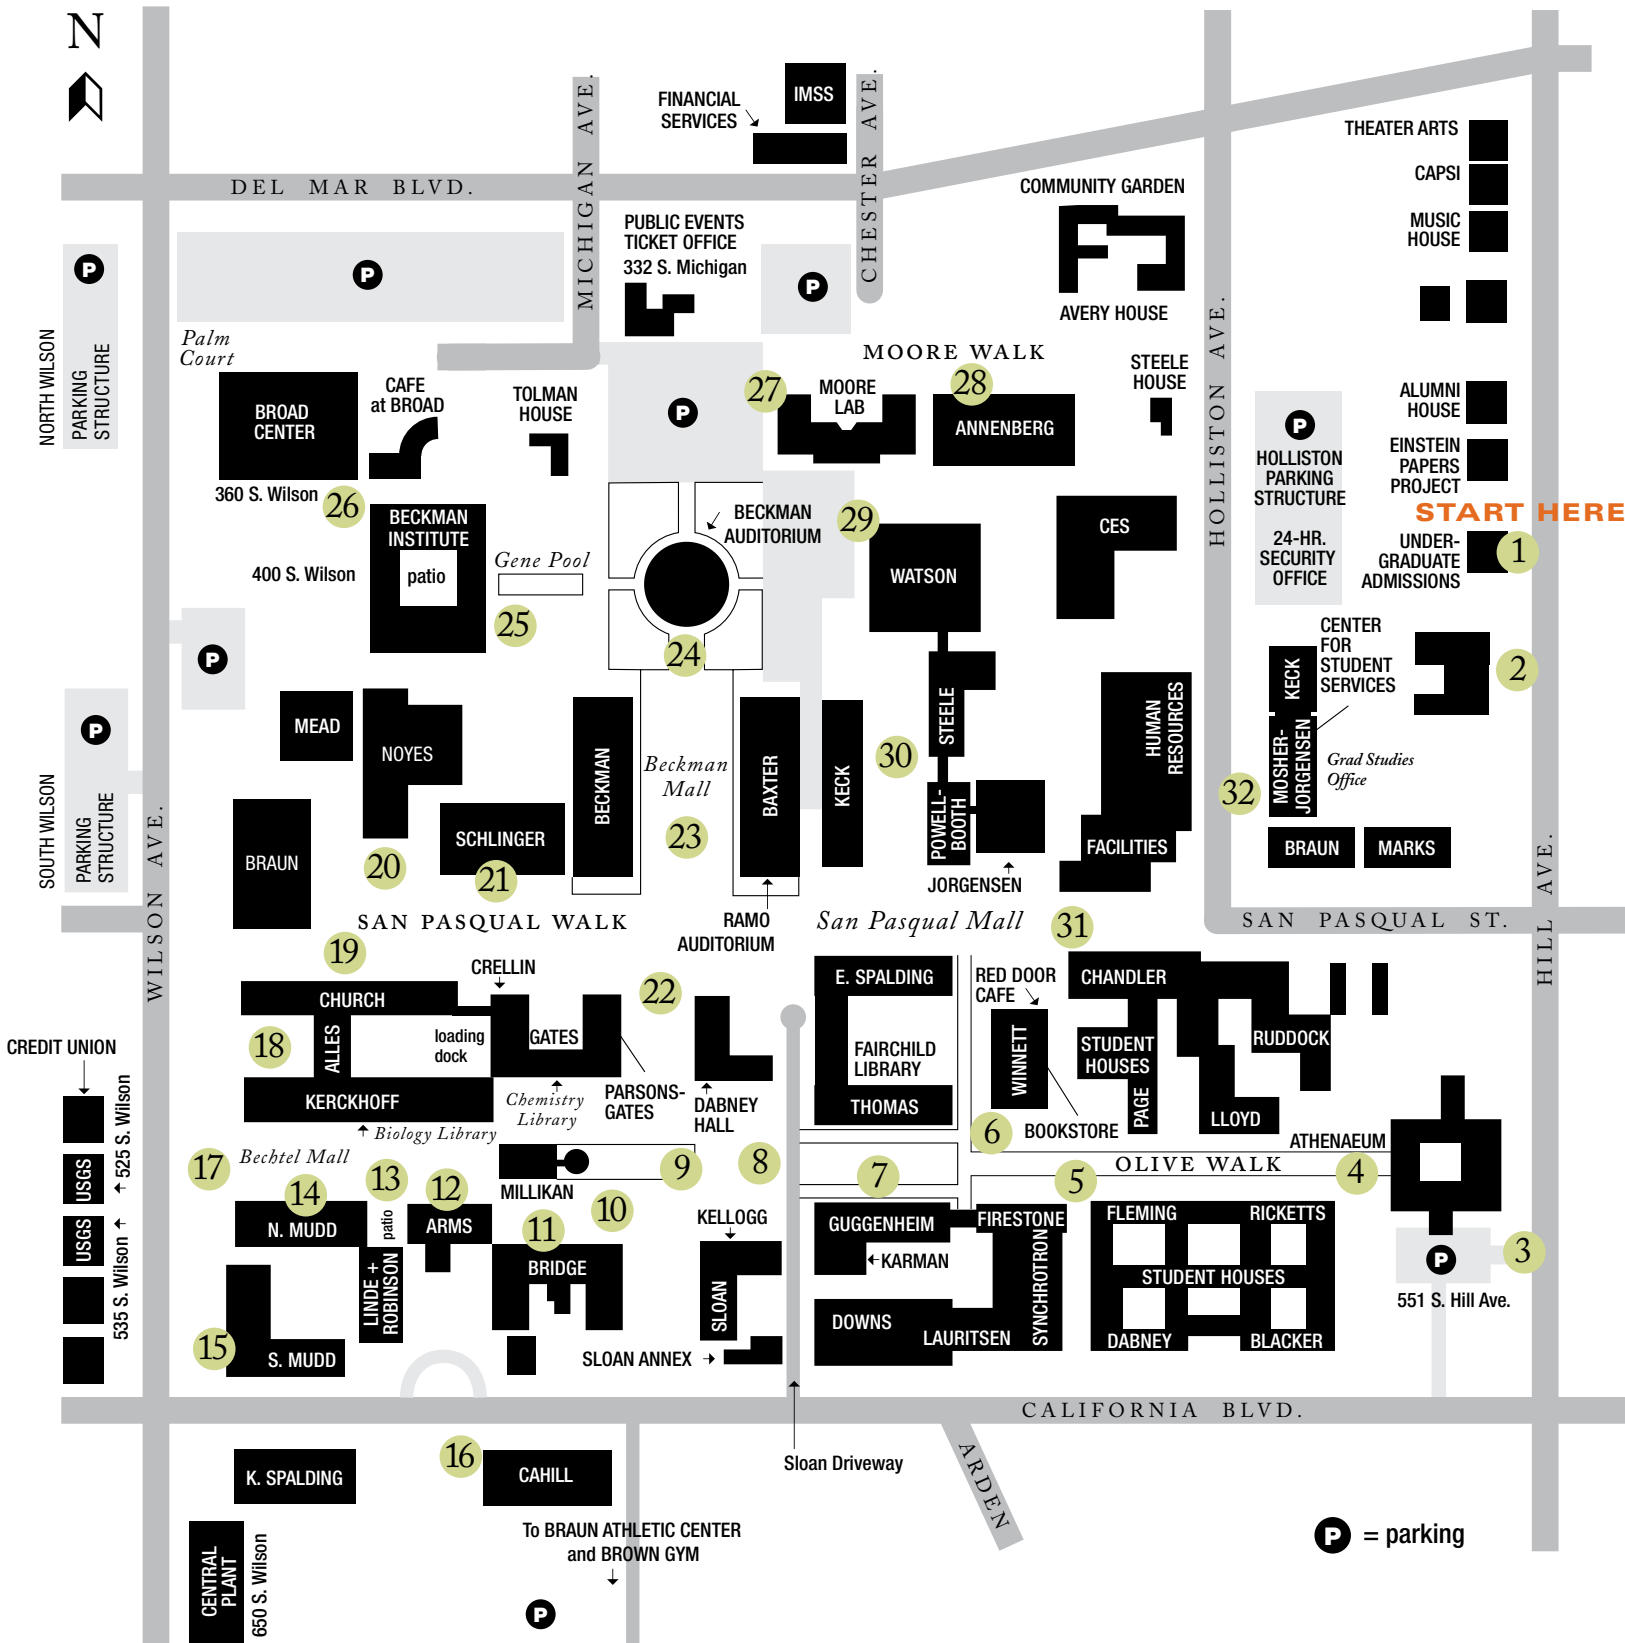 N
MICHIGAN AVE.
CHESTER AVE.
FINANCIAL
SERVICES
IMSS
THEATER ARTS
CAPSI
MUSIC
HOUSE
DEL MAR BLVD.
COMMUNITY GARDEN
AVERY HOUSE
PUBLIC EVENTS
TICKET OFFICE
332 S. Michigan
P
P
P
NORTH WILSON
PARKING
STRUCTURE
Palm
Court
HOLLISTON AVE.
MOORE WALK
STEELE
HOUSE
BROAD
CENTER
CAFE
at BROAD
TOLMAN
HOUSE
P
27
MOORE
LAB
28
ANNENBERG
ALUMNI
HOUSE
P
HOLLISTON
PARKING
STRUCTURE
24-HR.
SECURITY
OFFICE
EINSTEIN
PAPERS
PROJECT
START HERE
UNDER-
GRADUATE
ADMISSIONS
1
360 S. Wilson
26
BECKMAN
INSTITUTE
patio
400 S. Wilson
Gene Pool
25
BECKMAN
AUDITORIUM
29
WATSON
CES
24
P
CENTER
FOR
STUDENT
SERVICES
KECK
2
MOSHER-
JORGENSEN
Grad Studies
Office
32
SOUTH WILSON
PARKING
STRUCTURE
P
MEAD
NOYES
BECKMAN
Beckman
Mall
BAXTER
KECK
30
STEELE
HUMAN
RESOURCES
BRAUN
SCHLINGER
20
21
23
POWELL-
BOOTH
JORGENSEN
FACILITIES
BRAUN
MARKS
WILSON AVE.
HILL AVE.
SAN PASQUAL WALK
RAMO
AUDITORIUM
San Pasqual Mall
31
SAN PASQUAL ST.
19
CRELLIN
22
E. SPALDING
RED DOOR
CAFE
CHANDLER
CHURCH
18
ALLES
loading
dock
GATES
FAIRCHILD
LIBRARY
WINNETT
STUDENT
HOUSES
RUDDOCK
CREDIT UNION
KERCKHOFF
Chemistry
Library
PARSONS-
GATES
DABNEY
HALL
THOMAS
PAGE
LLOYD
Biology Library
6
BOOKSTORE
ATHENAEUM
525 S. Wilson
USGS
USGS
535 S. Wilson
17
Bechtel Mall
13
MILLIKAN
9
8
7
5
OLIVE WALK
4
14
N. MUDD
patio
12
ARMS
10
11
BRIDGE
KELLOGG
GUGGENHEIM
FIRESTONE
FLEMING
RICKETTS
3
KARMAN
LINDE +
ROBINSON
SLOAN
SYNCHROTRON
STUDENT HOUSES
P
551 S. Hill Ave.
15
S. MUDD
SLOAN ANNEX
DOWNS
LAURITSEN
DABNEY
BLACKER
CALIFORNIA BLVD.
16
K. SPALDING
CAHILL
Sloan Driveway
ARDEN
To BRAUN ATHLETIC CENTER
and BROWN GYM
P = parking
CENTRAL
PLANT
650 S. Wilson
P